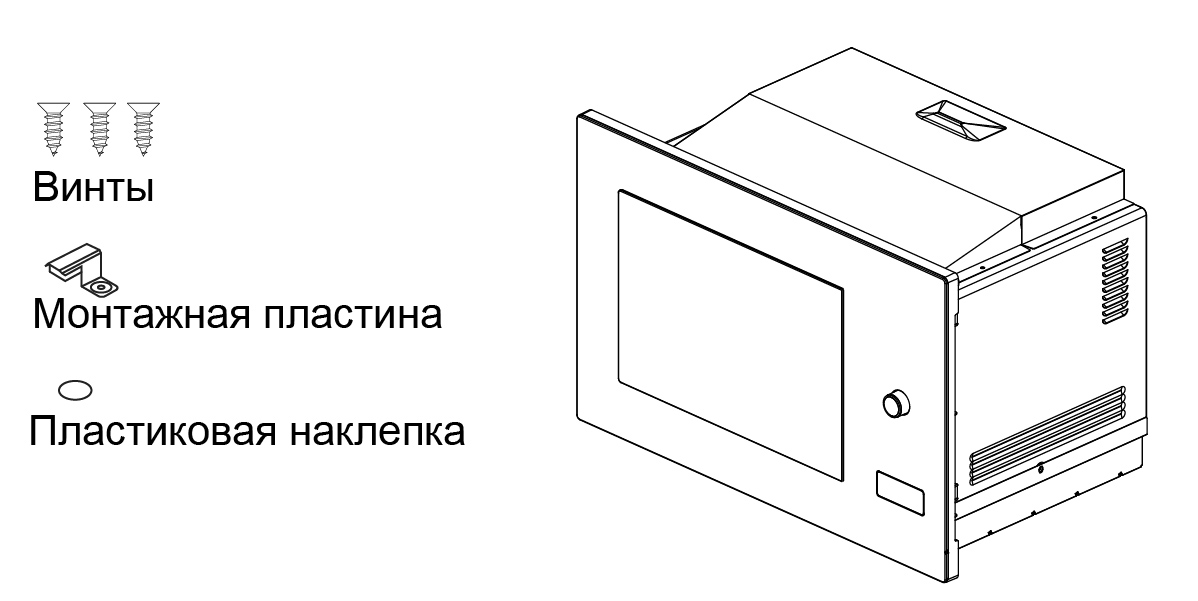 Винты
Монтажная пластина
Пластиковая наклепка